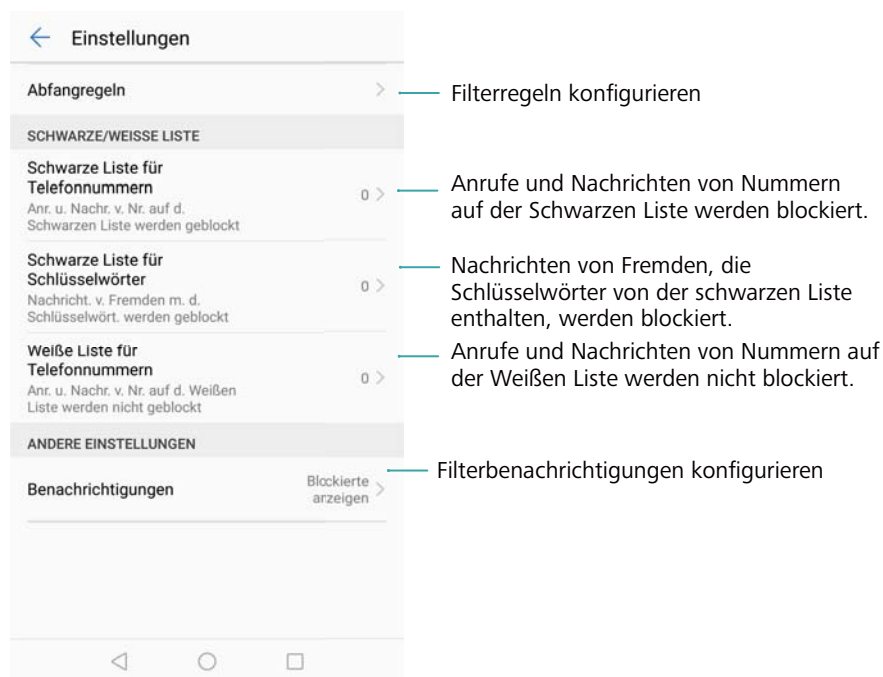 Einstellungen
Abfangregeln
Filterregeln konfigurieren
SCHWARZE/WEISSE LISTE
Schwarze Liste für
Telefonnummern
0
Anr. u. Nachr. v. Nr. auf d.
Schwarzen Liste werden geblockt
Anrufe und Nachrichten von Nummern
auf der Schwarzen Liste werden blockiert.
Schwarze Liste für
Schlüsselwörter
0
Nachricht. v. Fremden m. d.
Schlüsselwört. werden geblockt
Nachrichten von Fremden, die
Schlüsselwörter von der schwarzen Liste
enthalten, werden blockiert.
Weiße Liste für
Telefonnummern
0
Anr. u. Nachr. v. Nr. auf d. Weißen
Liste werden nicht geblockt
Anrufe und Nachrichten von Nummern auf
der Weißen Liste werden nicht blockiert.
ANDERE EINSTELLUNGEN
Benachrichtigungen
Blockierte
anzeigen
Filterbenachrichtigungen konfigurieren